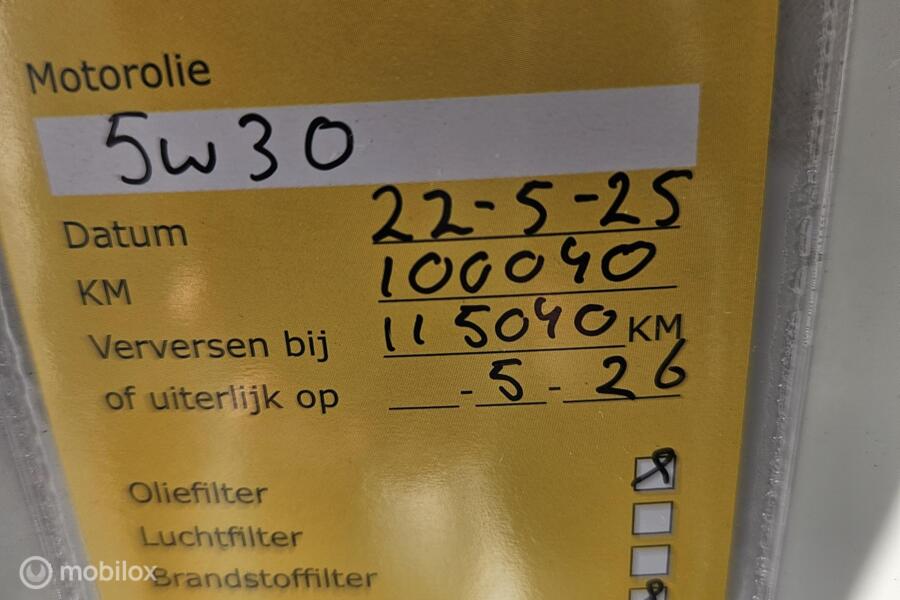 Motorolie
5w30
Datum 22-5-25
KM 100040
Verversen bij 115040 KM
of uiterlijk op -5-26
Oliefilter
Luchtfilter
Brandstoffilter
mobilox